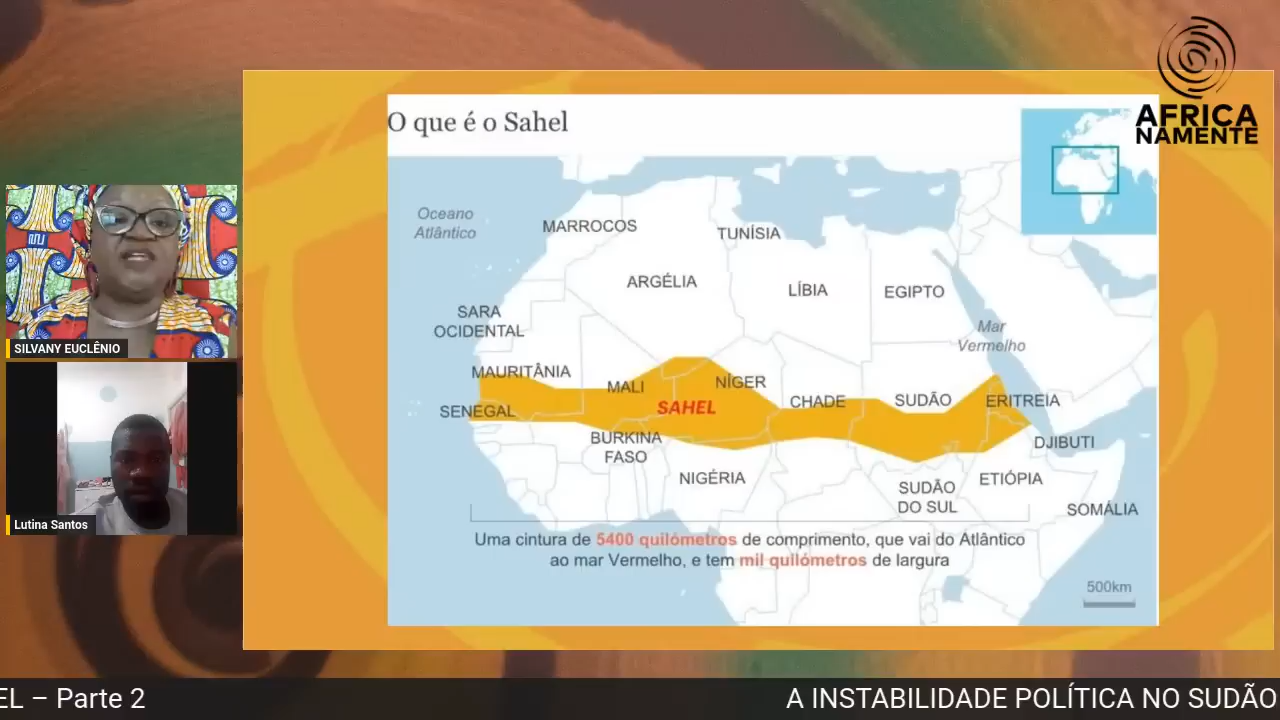 AFRICA
NAMENTE
O que é o Sahel
Oceano
Atlântico
MARROCOS
TUNÍSIA
ARGÉLIA
LÍBIA
EGIPTO
SARA
OCIDENTAL
Mar
Vermelho
MAURITÂNIA
MALI
NÍGER
CHADE
SUDÃO
ERITREIA
SENEGAL
SAHEL
BURKINA
FASO
DJIBUTI
NIGÉRIA
SUDÃO
DO SUL
ETIÓPIA
SOMÁLIA
Uma cintura de 5400 quilómetros de comprimento, que vai do Atlântico
ao mar Vermelho, e tem mil quilómetros de largura
500km
SILVANY EUCLÊNIO
Lutina Santos
EL – Parte 2
A INSTABILIDADE POLÍTICA NO SUDÃO